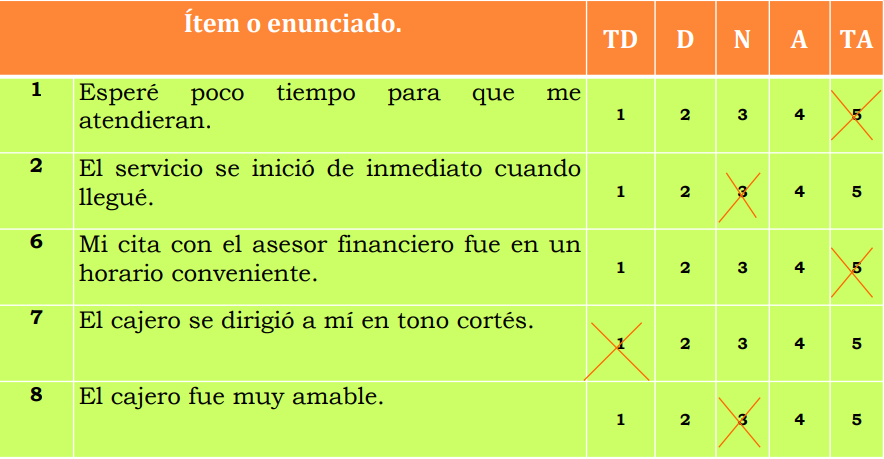 Ítem o enunciado. TD D N A TA
1 Esperé poco tiempo para que me
atendieran. 1 2 3 4 5
2 El servicio se inició de inmediato cuando
llegué. 1 2 3 4 5
6 Mi cita con el asesor financiero fue en un
horario conveniente. 1 2 3 4 5
7 El cajero se dirigió a mí en tono cortés.
1 2 3 4 5
8 El cajero fue muy amable.
1 2 3 4 5